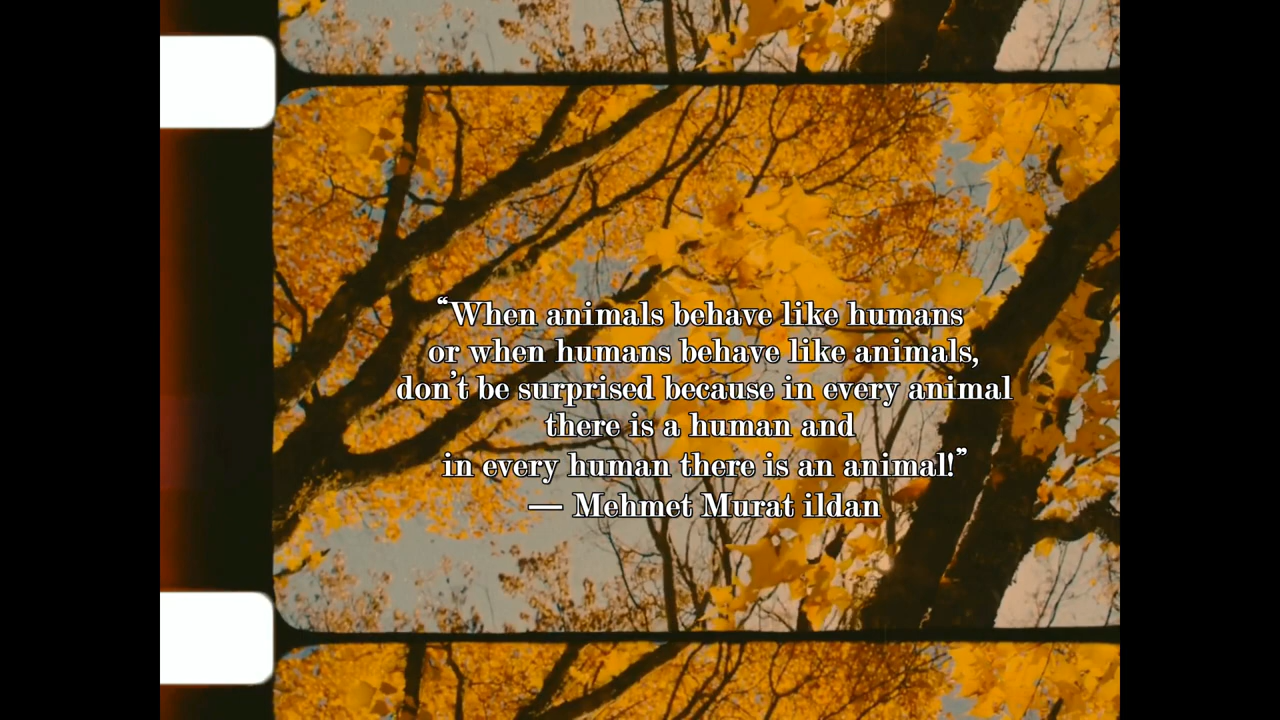 “When animals behave like humans
or when humans behave like animals,
don’t be surprised because in every animal
there is a human and
in every human there is an animal!”
— Mehmet Murat ildan